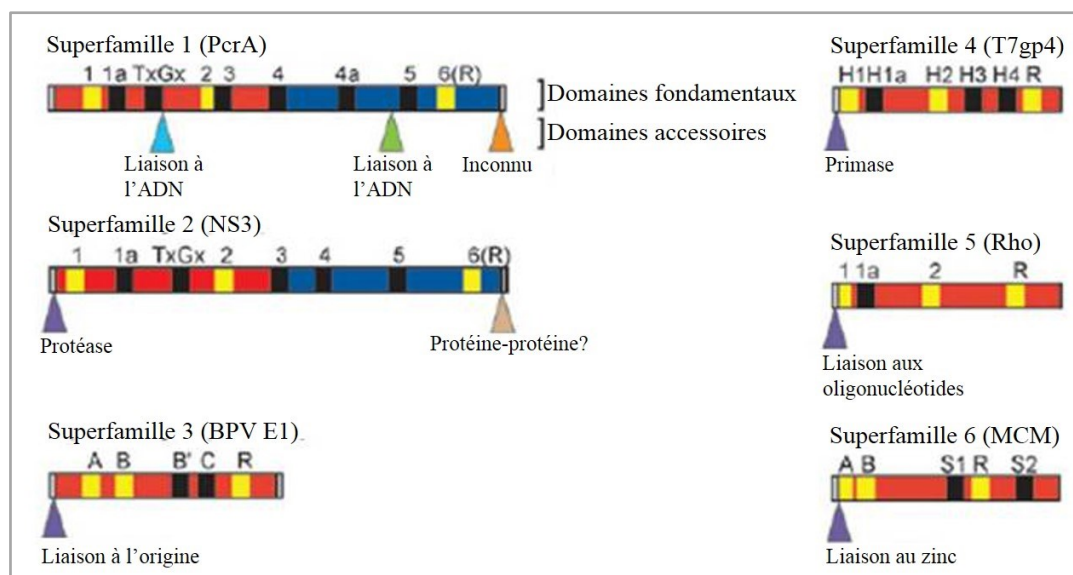 Superfamille 1 (PcrA)
1 1a TxGx 2 3 4 4a 5 6(R)
Domaines fondamentaux
Domaines accessoires
Liaison à
l'ADN
Liaison à
l'ADN
Inconnu
Superfamille 2 (NS3)
1 1a TxGx 2 3 4 5 6(R)
Protéase
Protéine-protéine?
Superfamille 3 (BPV E1)
A B B' C R
Liaison à l'origine
Superfamille 4 (T7gp4)
H1 H1a H2 H3 H4 R
Primase
Superfamille 5 (Rho)
1 1a 2 R
Liaison aux
oligonucléotides
Superfamille 6 (MCM)
A B S1 R S2
Liaison au zinc